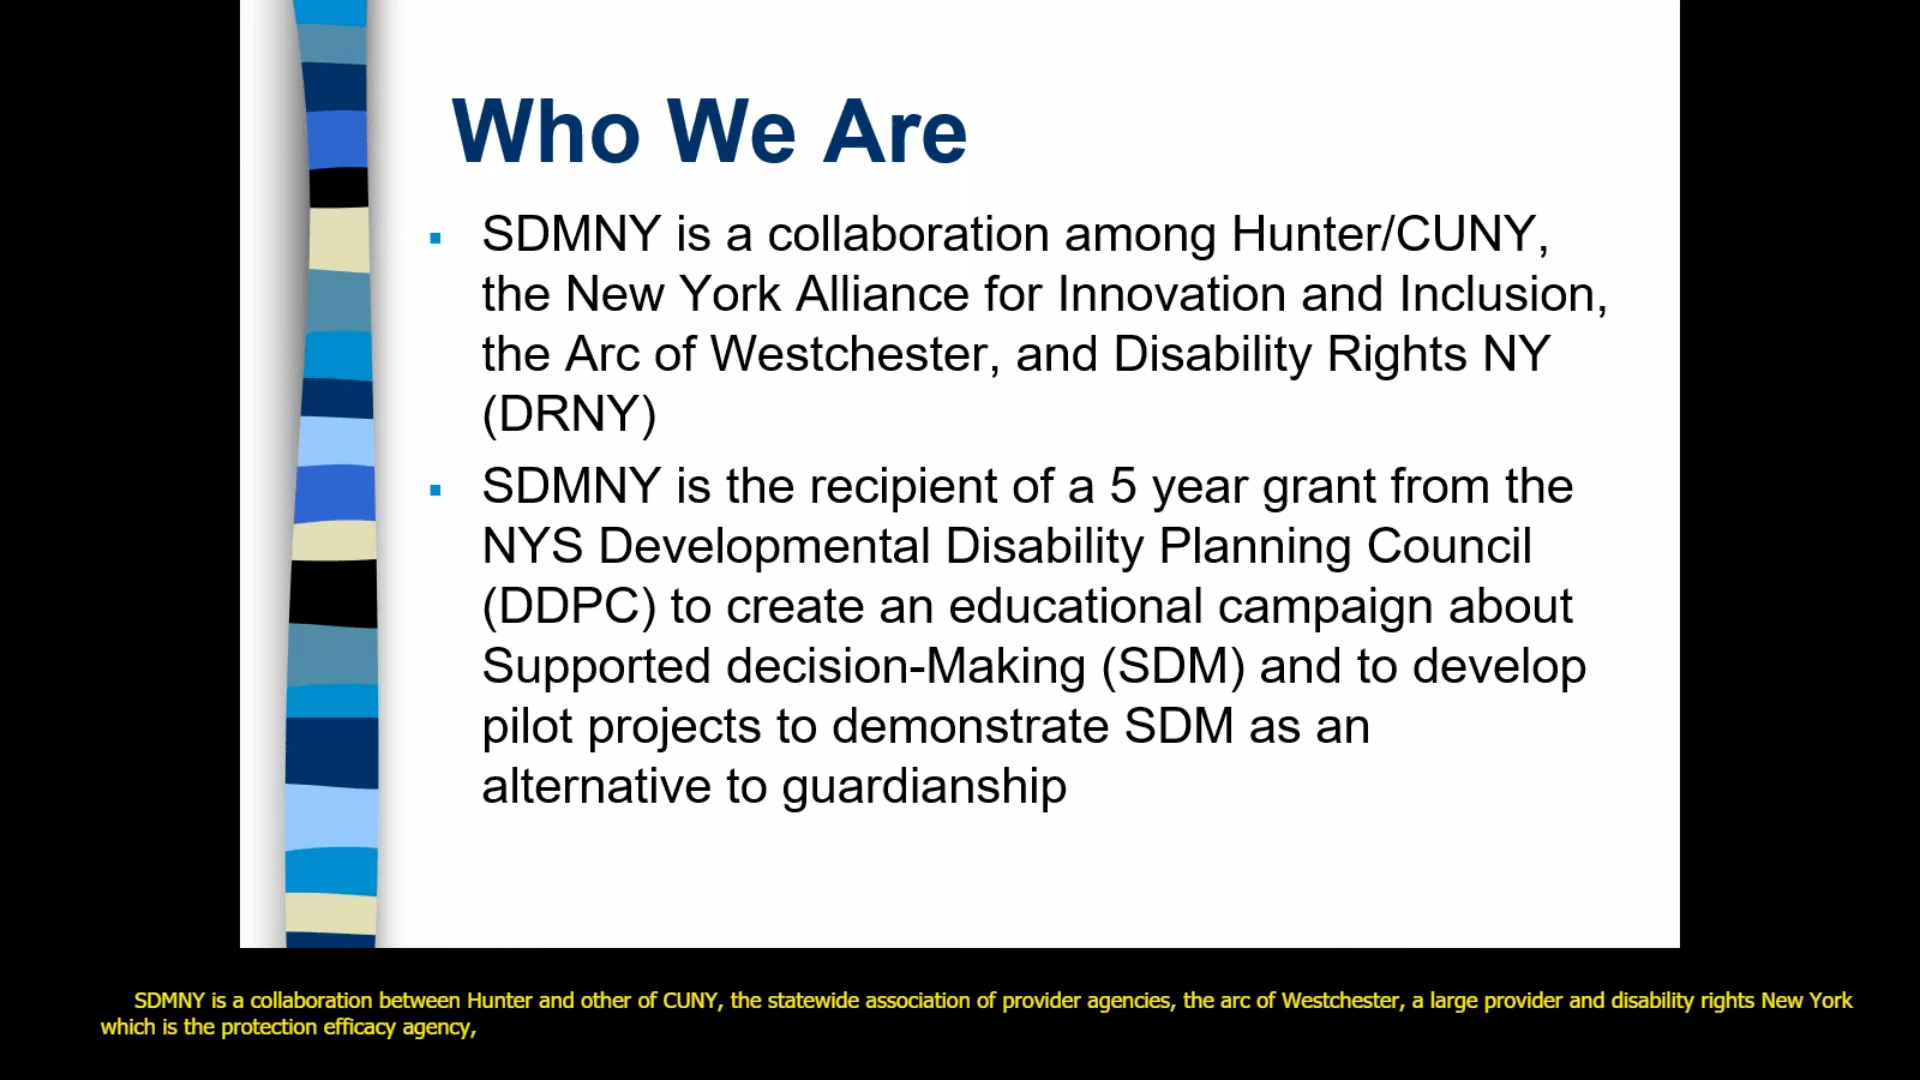 Who We Are
▪ SDMNY is a collaboration among Hunter/CUNY,
the New York Alliance for Innovation and Inclusion,
the Arc of Westchester, and Disability Rights NY
(DRNY)
▪ SDMNY is the recipient of a 5 year grant from the
NYS Developmental Disability Planning Council
(DDPC) to create an educational campaign about
Supported decision-Making (SDM) and to develop
pilot projects to demonstrate SDM as an
alternative to guardianship
SDMNY is a collaboration between Hunter and other of CUNY, the statewide association of provider agencies, the arc of Westchester, a large provider and disability rights New York
which is the protection efficacy agency,